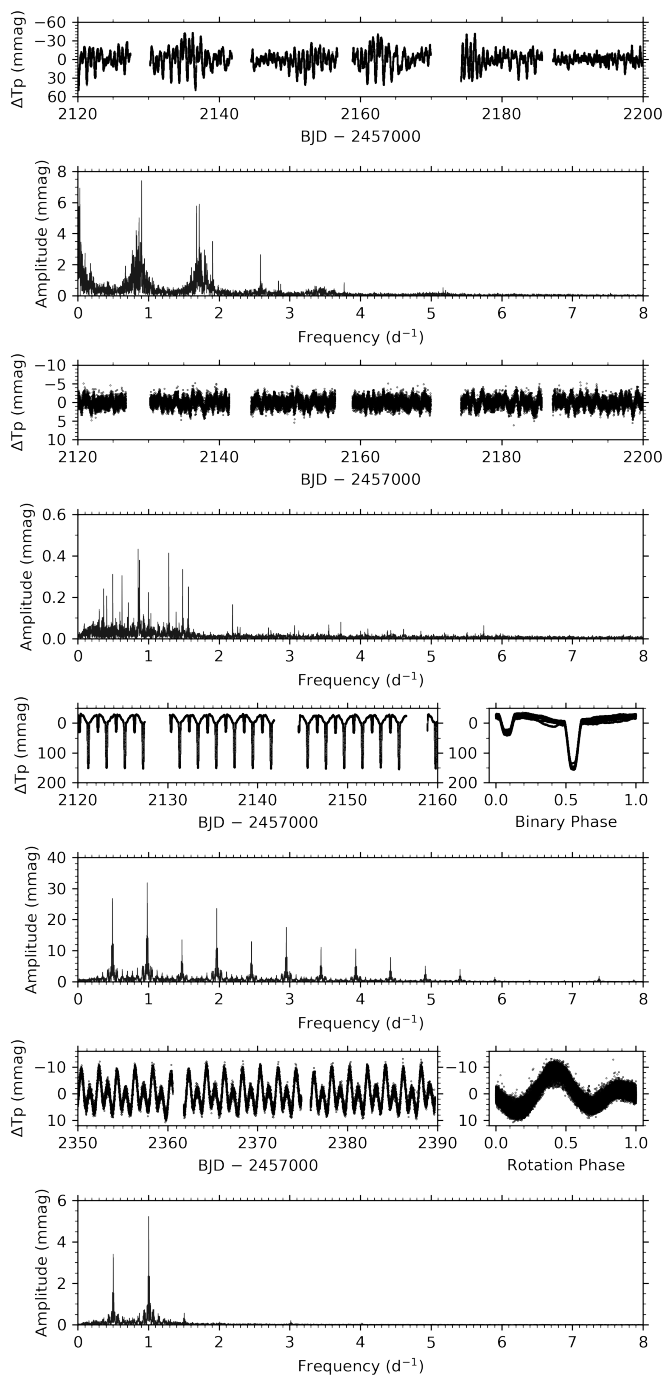 −60
−30
0
30
60
ΔTp (mmag)
2120 2140 2160 2180 2200
BJD − 2457000
8
6
4
2
0
Amplitude (mmag)
0 1 2 3 4 5 6 7 8
Frequency (d⁻¹)
−10
−5
0
5
10
ΔTp (mmag)
2120 2140 2160 2180 2200
BJD − 2457000
0.6
0.4
0.2
0.0
Amplitude (mmag)
0 1 2 3 4 5 6 7 8
Frequency (d⁻¹)
0
100
200
ΔTp (mmag)
2120 2130 2140 2150 2160
BJD − 2457000
0
100
200
0.0 0.5 1.0
Binary Phase
40
30
20
10
0
Amplitude (mmag)
0 1 2 3 4 5 6 7 8
Frequency (d⁻¹)
−10
0
10
ΔTp (mmag)
2350 2360 2370 2380 2390
BJD − 2457000
−10
0
10
0.0 0.5 1.0
Rotation Phase
6
4
2
0
Amplitude (mmag)
0 1 2 3 4 5 6 7 8
Frequency (d⁻¹)